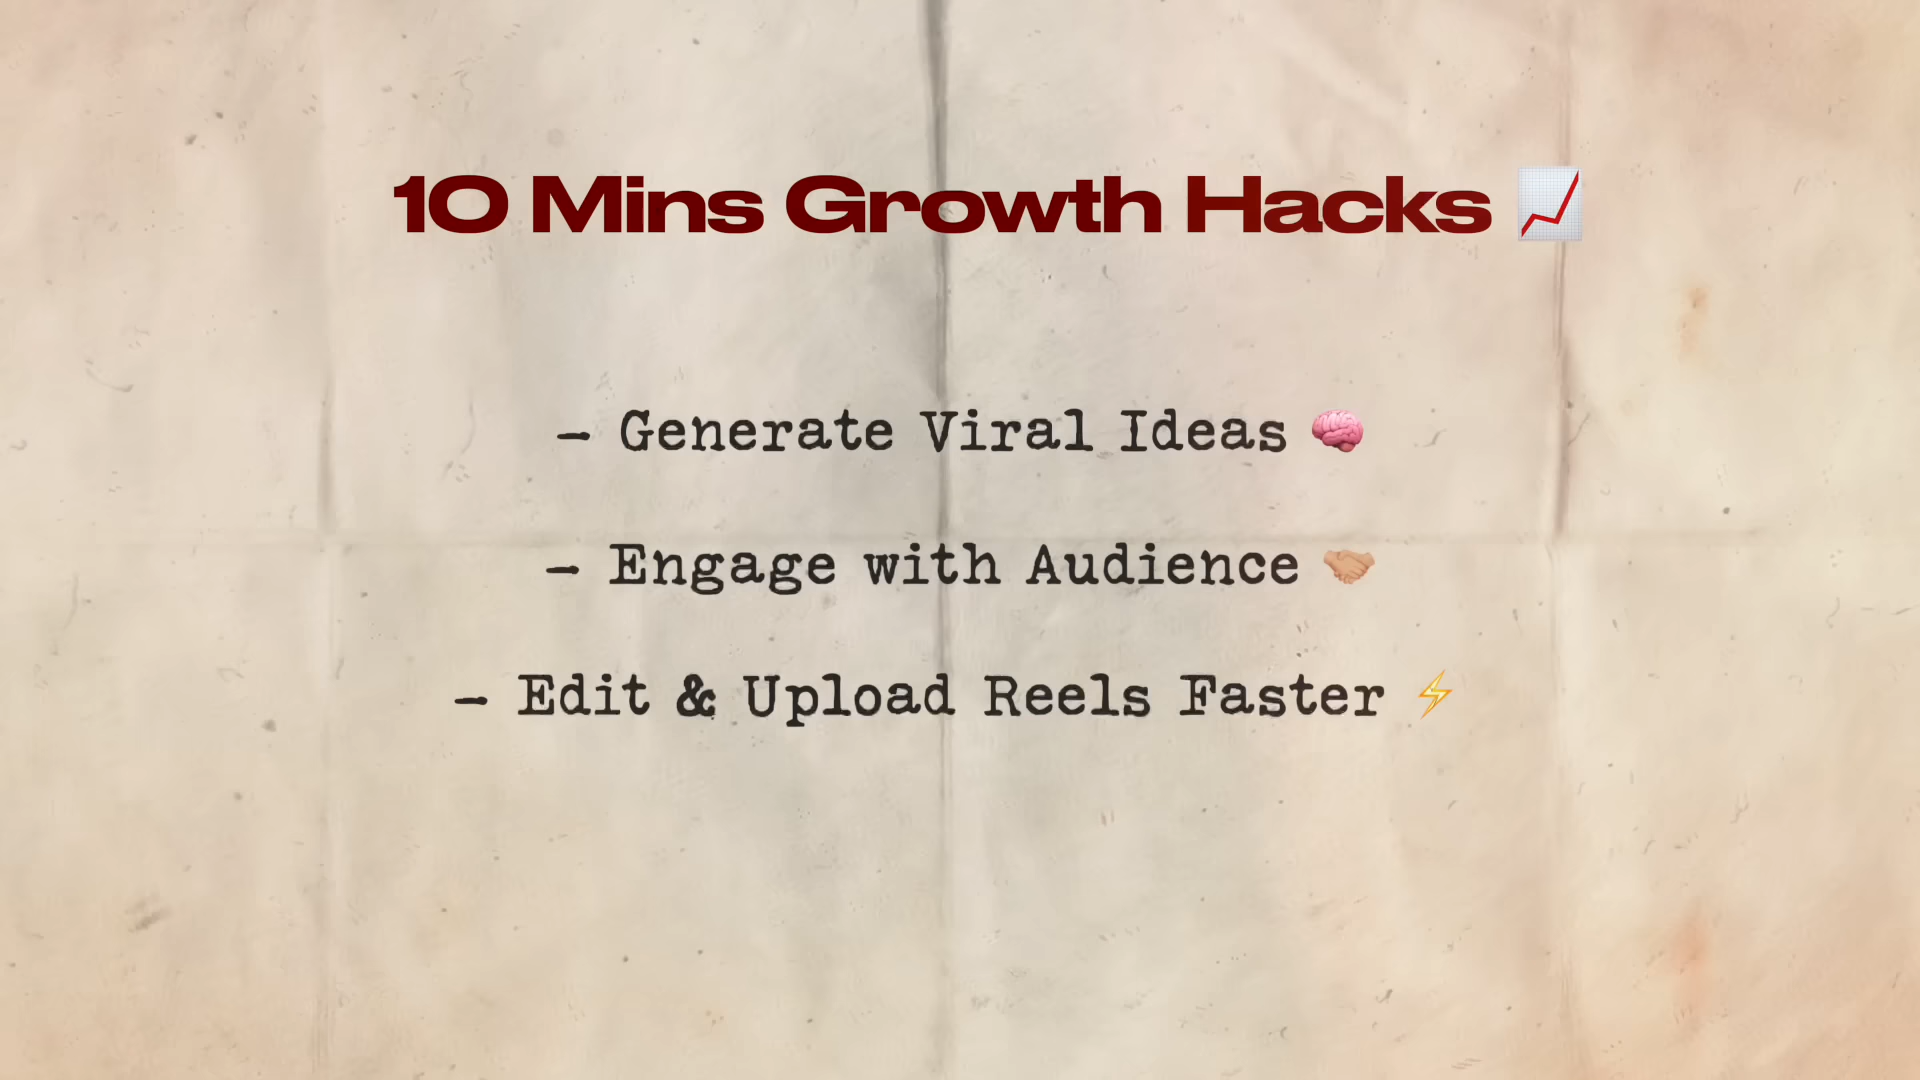 10 Mins Growth Hacks 📈
- Generate Viral Ideas 🧠
- Engage with Audience 🤝🏼
- Edit & Upload Reels Faster ⚡